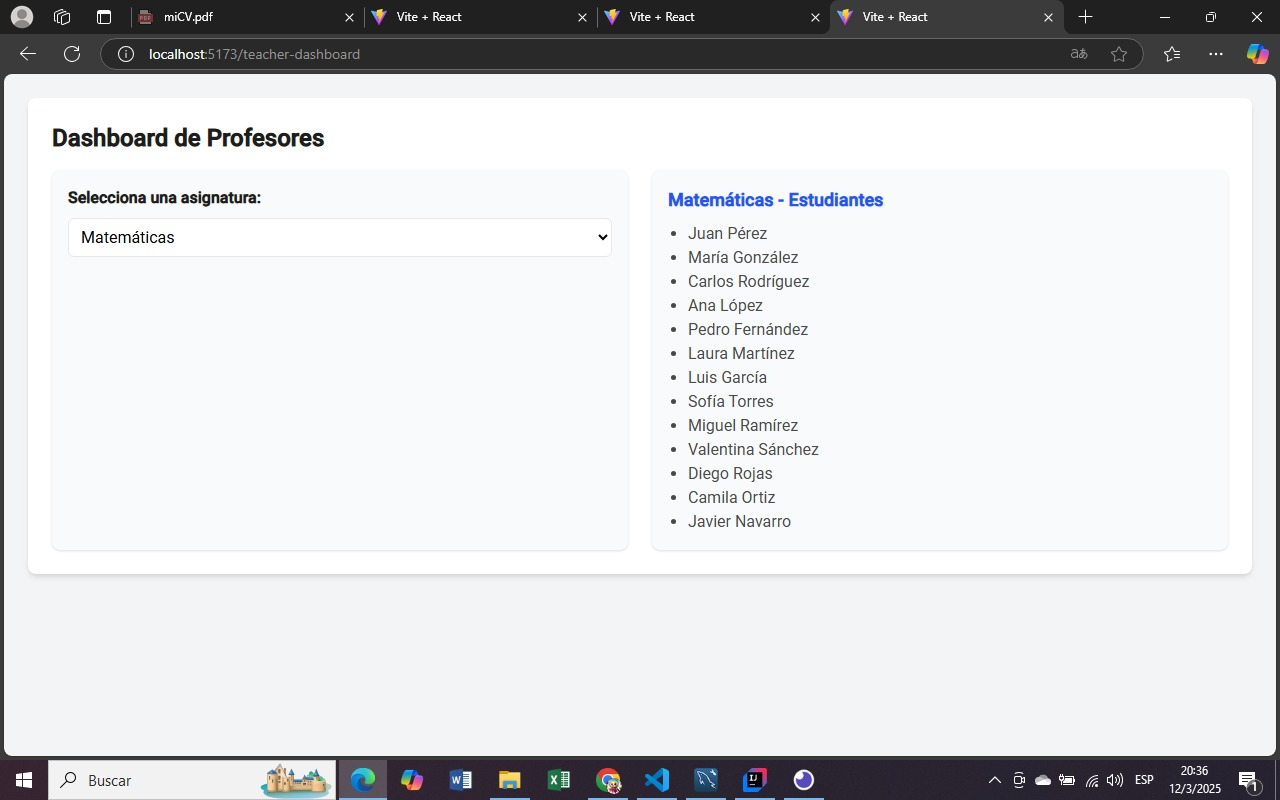 miCV.pdf
Vite + React
Vite + React
Vite + React
localhost:5173/teacher-dashboard
Dashboard de Profesores
Selecciona una asignatura:
Matemáticas
Matemáticas - Estudiantes
Juan Pérez
María González
Carlos Rodríguez
Ana López
Pedro Fernández
Laura Martínez
Luis García
Sofía Torres
Miguel Ramírez
Valentina Sánchez
Diego Rojas
Camila Ortiz
Javier Navarro
Buscar
ESP
20:36
12/3/2025
1